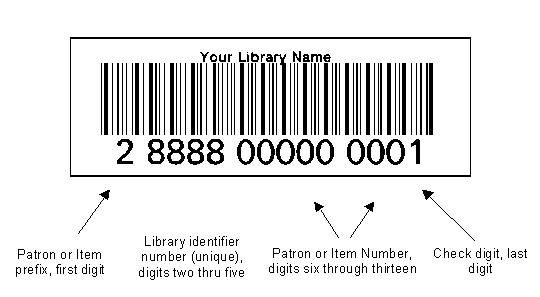 Your Library Name
2 8888 00000 0001
Patron or Item
prefix, first digit
Library identifier
number (unique),
digits two thru five
Patron or Item Number,
digits six through thirteen
Check digit, last
digit